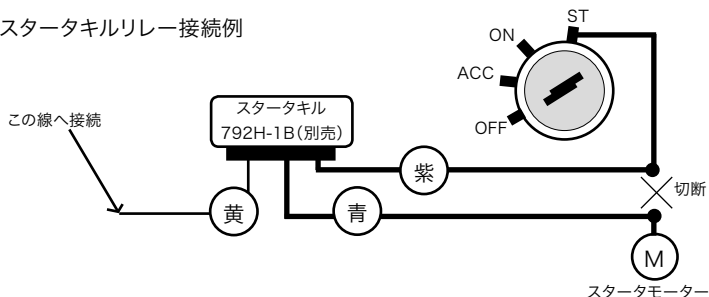 スタータキルリレー接続例
ST
ON
ACC
OFF
この線へ接続
スタータキル
792H-1B（別売）
紫
切断
黄
青
M
スタータモーター